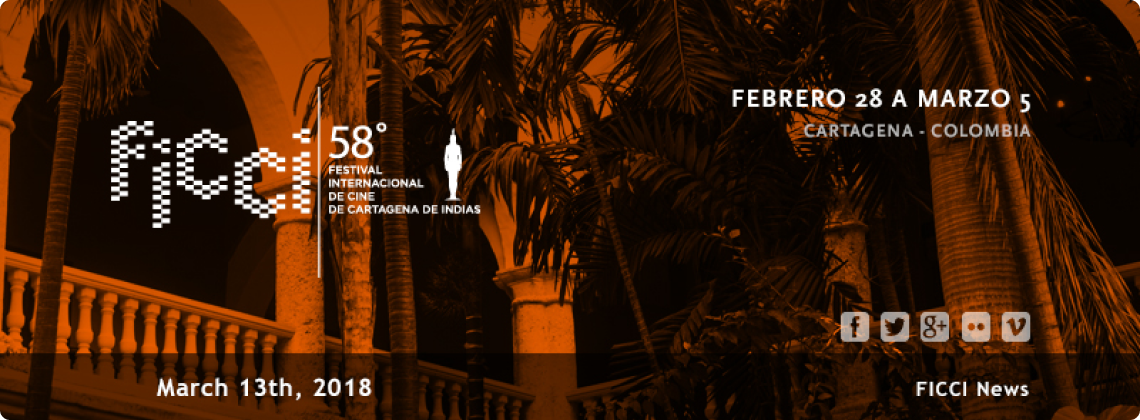 FEBRERO 28 A MARZO 5
CARTAGENA - COLOMBIA
ficci
58°
FESTIVAL
INTERNACIONAL
DE CINE
DE CARTAGENA DE INDIAS
f g+ v
March 13th, 2018
FICCI News